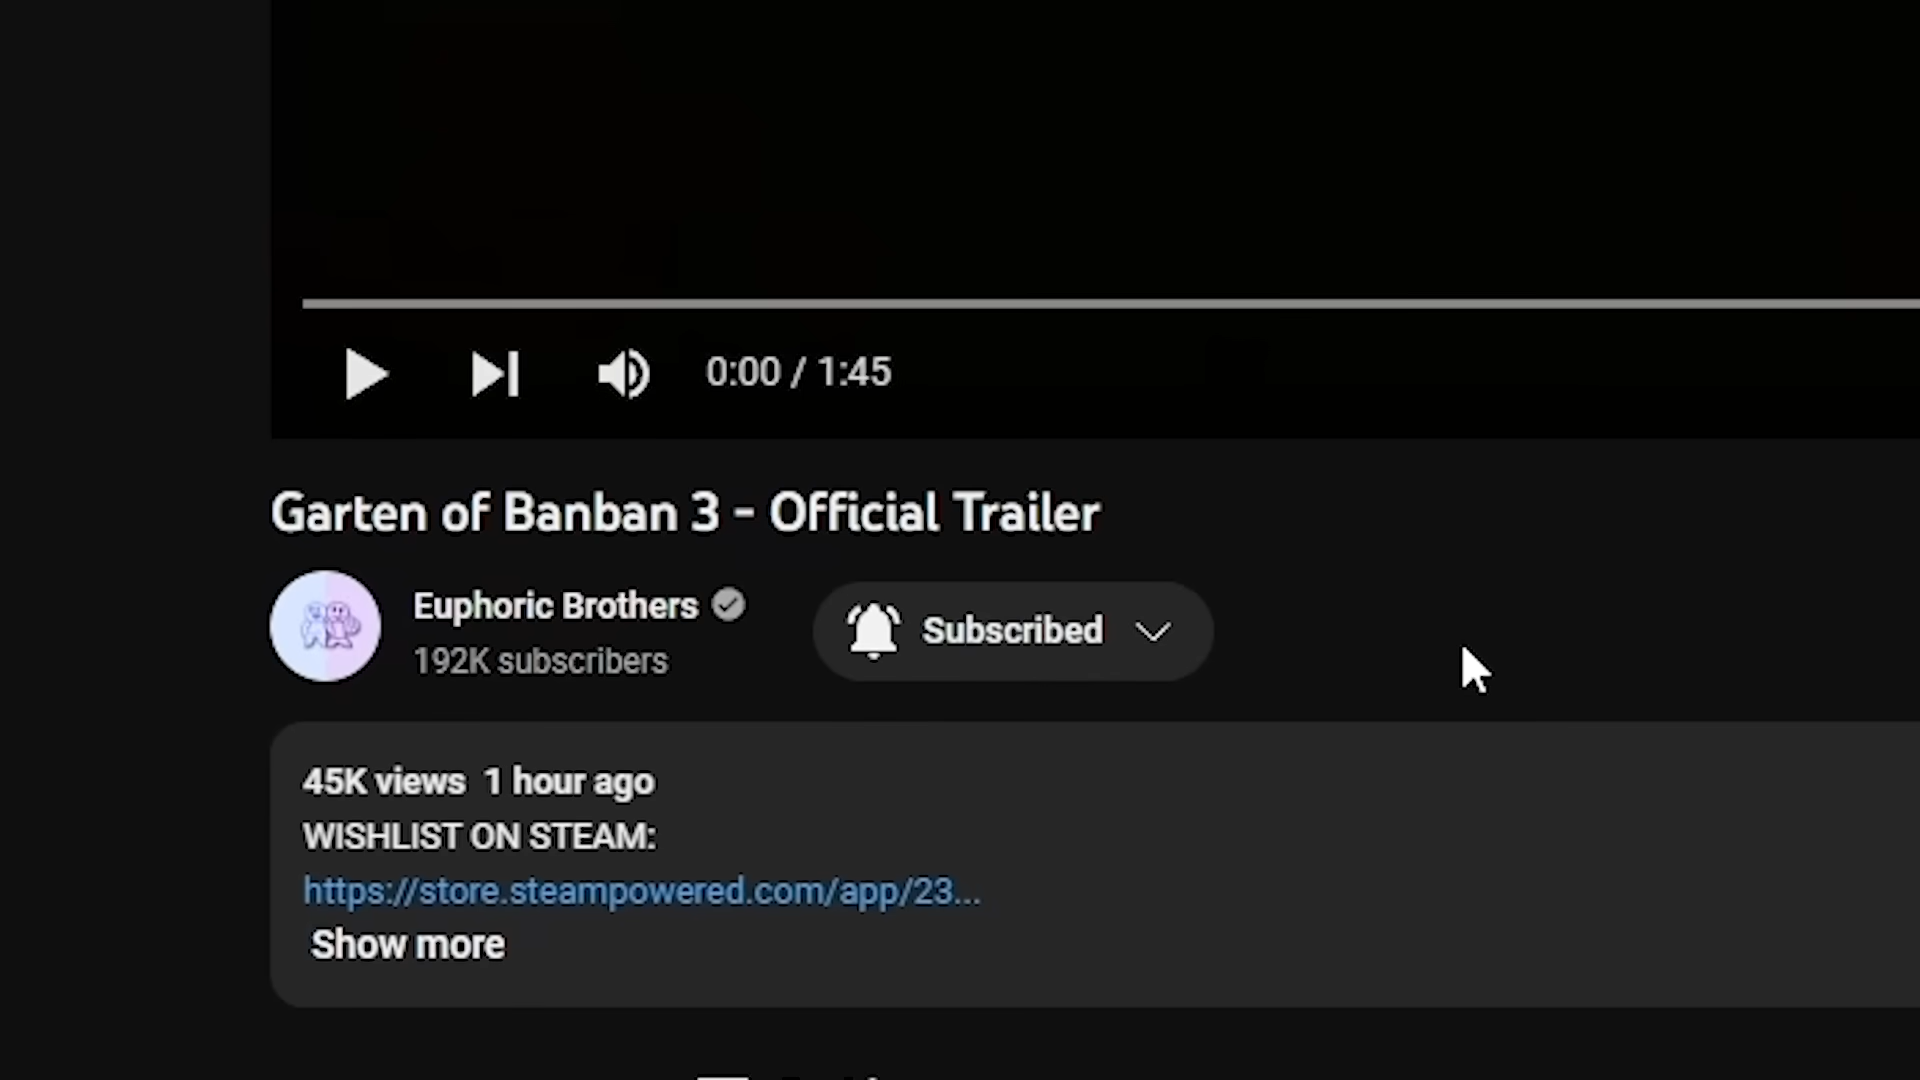 0:00 / 1:45
Garten of Banban 3 - Official Trailer
Euphoric Brothers
192K subscribers
Subscribed
45K views 1 hour ago
WISHLIST ON STEAM:
https://store.steampowered.com/app/23...
Show more